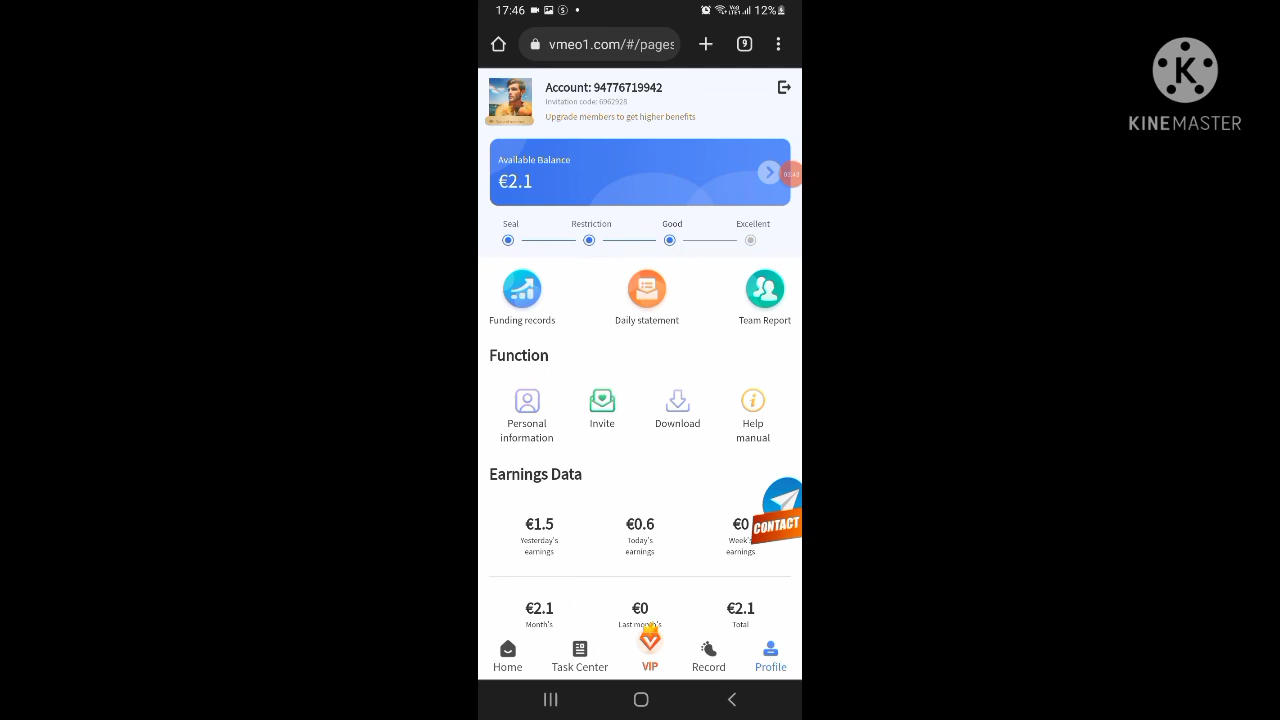 17:46
12%
vmeo1.com/#/pages
9
KINEMASTER
Account: 94776719942
Invitation code: 6962928
Upgrade members to get higher benefits
Available Balance
€2.1
03:43
Seal Restriction Good Excellent
Funding records Daily statement Team Report
Function
Personal information
Invite
Download
Help manual
Earnings Data
€1.5 €0.6 €0
Yesterday's earnings
Today's earnings
Week's earnings
CONTACT
€2.1 €0 €2.1
Month's Last month's Total
Home Task Center VIP Record Profile